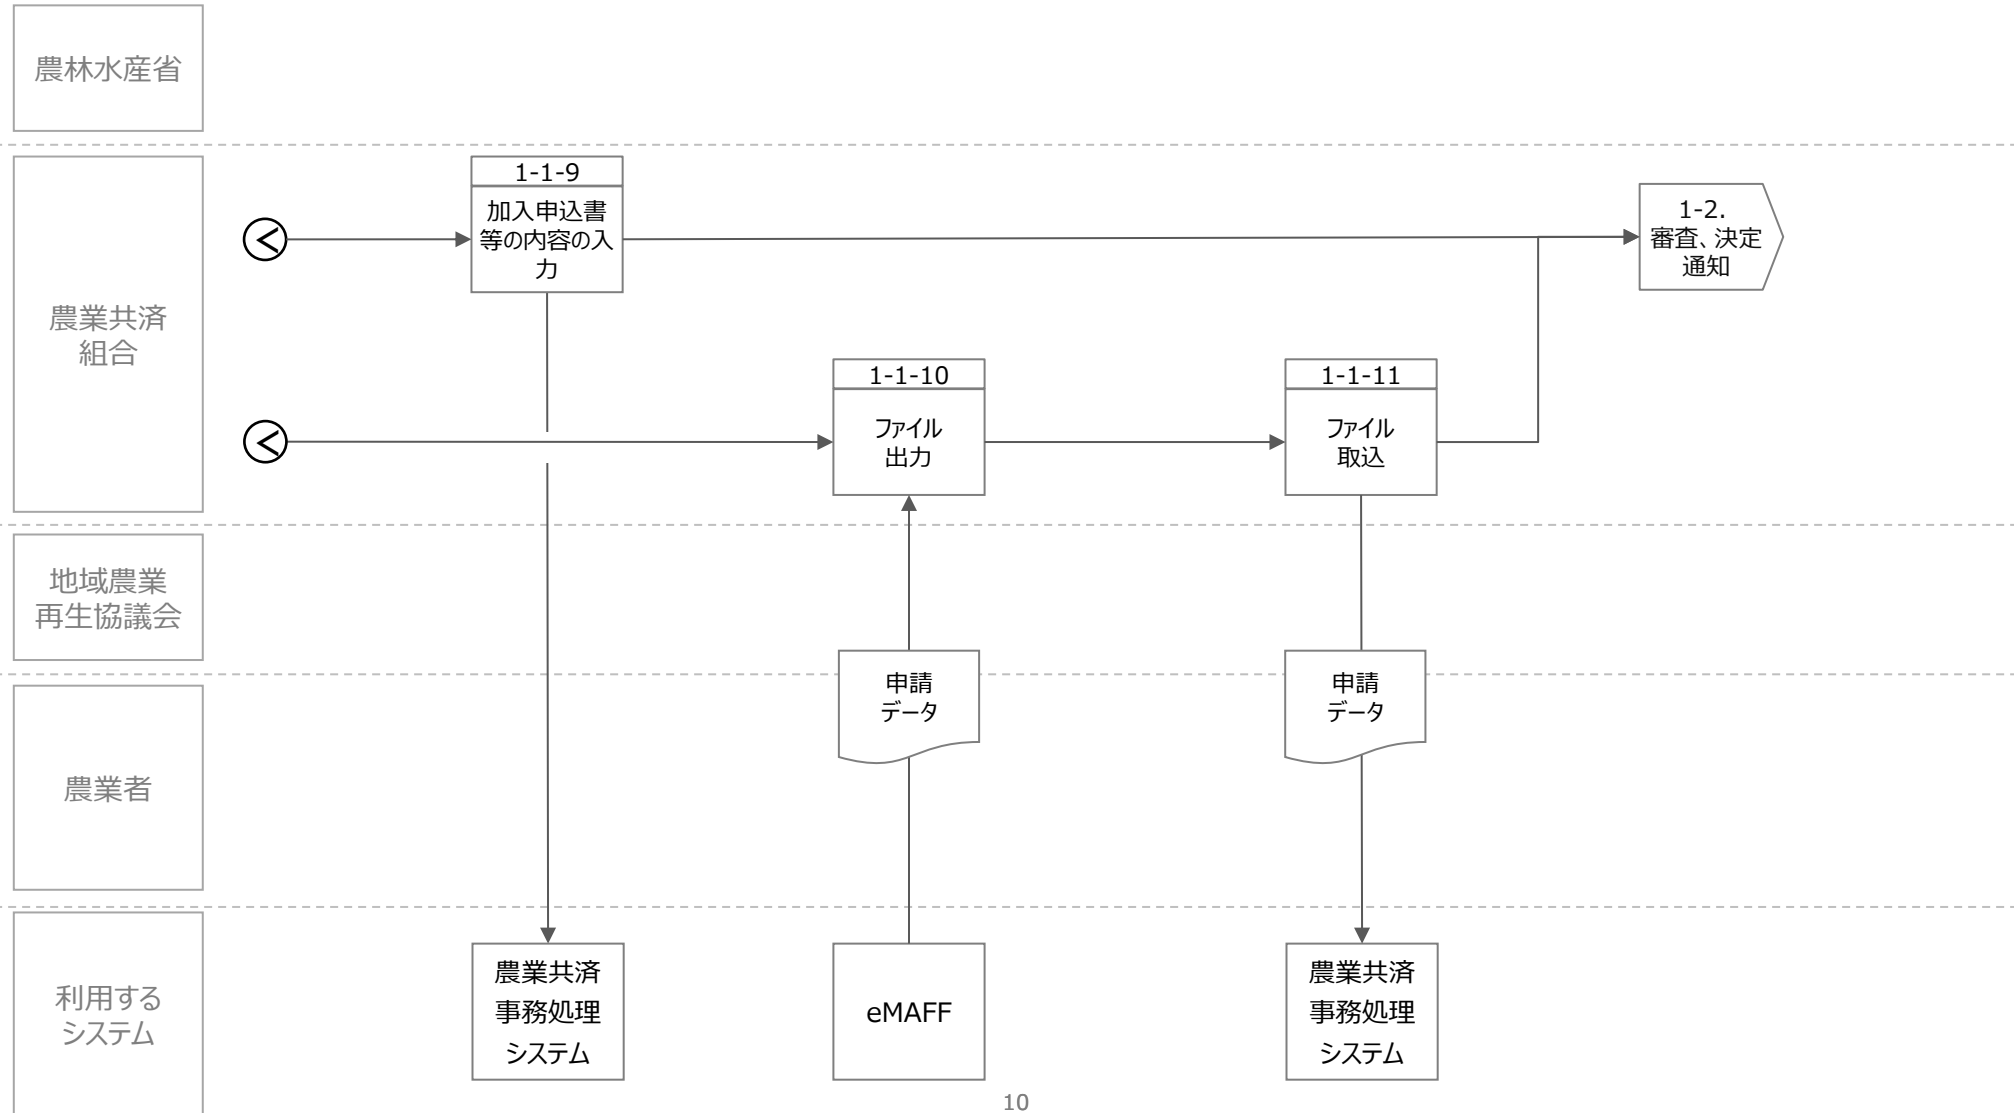 農林水産省
1-1-9
加入申込書
等の内容の入
力
1-2.
審査、決定
通知
農業共済
組合
1-1-10
ファイル
出力
1-1-11
ファイル
取込
地域農業
再生協議会
申請
データ
申請
データ
農業者
利用する
システム
農業共済
事務処理
システム
eMAFF
農業共済
事務処理
システム
10